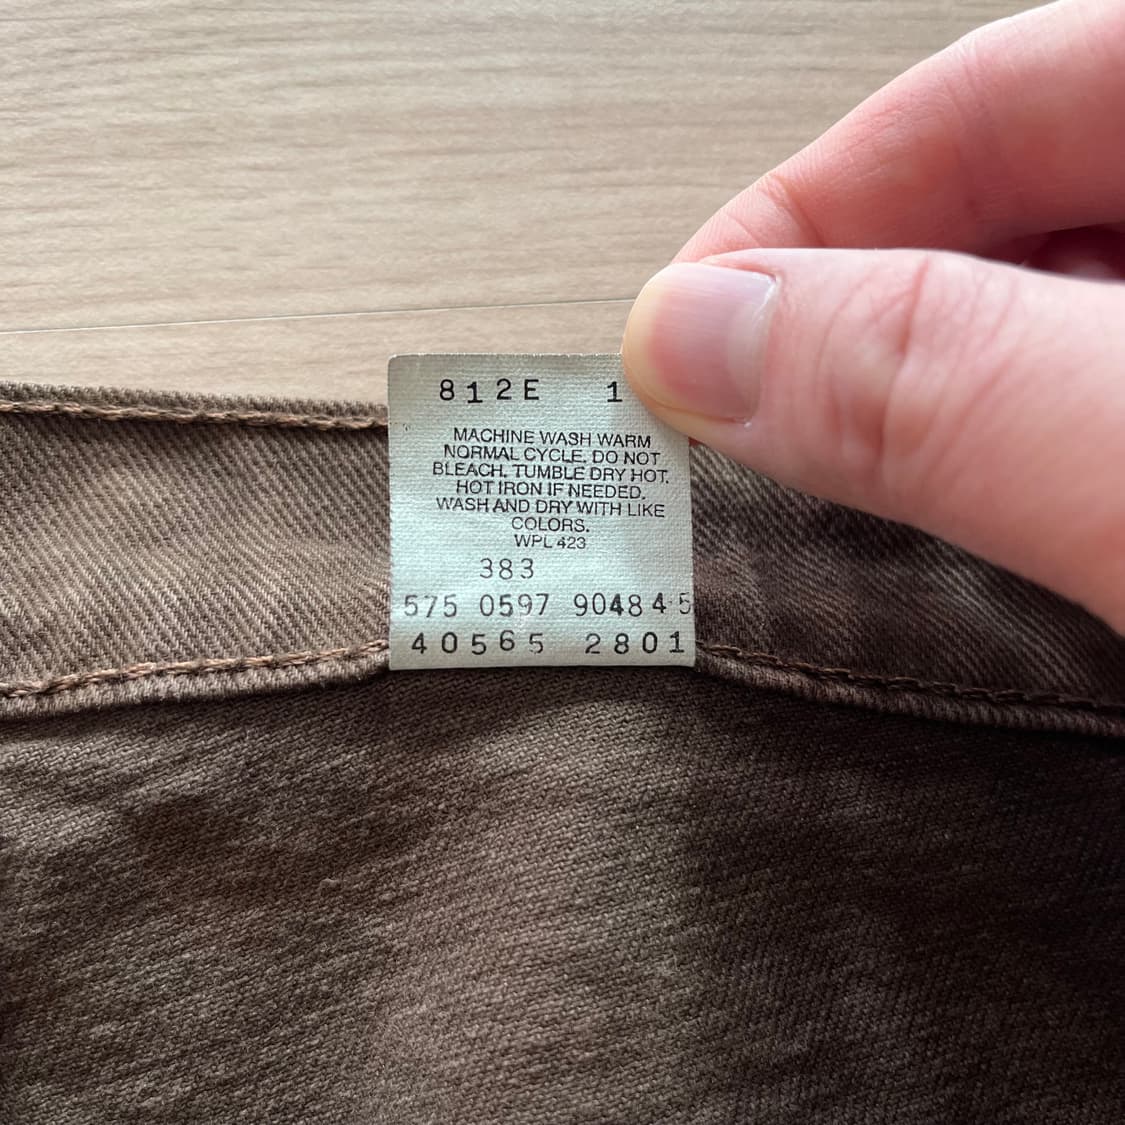 812E 1
MACHINE WASH WARM
NORMAL CYCLE. DO NOT
BLEACH. TUMBLE DRY HOT.
HOT IRON IF NEEDED.
WASH AND DRY WITH LIKE
COLORS.
WPL 423
383
575 0597 904845
40565 2801